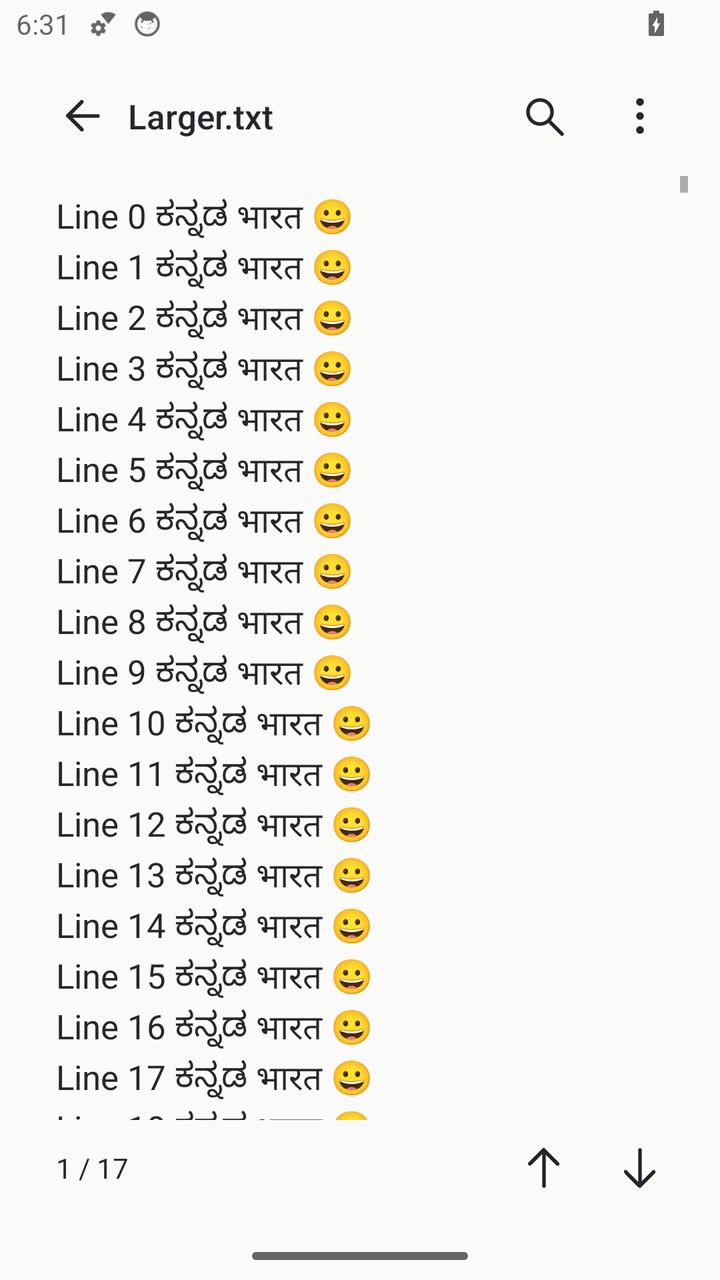 6:31
Larger.txt
Line 0 ಕನ್ನಡ भारत 😀
Line 1 ಕನ್ನಡ भारत 😀
Line 2 ಕನ್ನಡ भारत 😀
Line 3 ಕನ್ನಡ भारत 😀
Line 4 ಕನ್ನಡ भारत 😀
Line 5 ಕನ್ನಡ भारत 😀
Line 6 ಕನ್ನಡ भारत 😀
Line 7 ಕನ್ನಡ भारत 😀
Line 8 ಕನ್ನಡ भारत 😀
Line 9 ಕನ್ನಡ भारत 😀
Line 10 ಕನ್ನಡ भारत 😀
Line 11 ಕನ್ನಡ भारत 😀
Line 12 ಕನ್ನಡ भारत 😀
Line 13 ಕನ್ನಡ भारत 😀
Line 14 ಕನ್ನಡ भारत 😀
Line 15 ಕನ್ನಡ भारत 😀
Line 16 ಕನ್ನಡ भारत 😀
Line 17 ಕನ್ನಡ भारत 😀
1 / 17